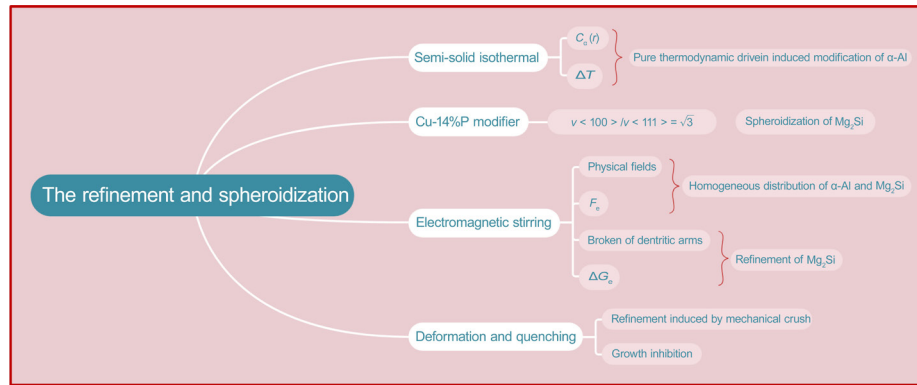 The refinement and spheroidization
Semi-solid isothermal
Cₒ(r)
ΔT
Pure thermodynamic drivein induced modification of α-Al
Cu-14%P modifier
v < 100 > /v < 111 > = √3
Spheroidization of Mg₂Si
Electromagnetic stirring
Physical fields
Fₑ
Homogeneous distribution of α-Al and Mg₂Si
Broken of dentritic arms
ΔGₒ
Refinement of Mg₂Si
Deformation and quenching
Refinement induced by mechanical crush
Growth inhibition